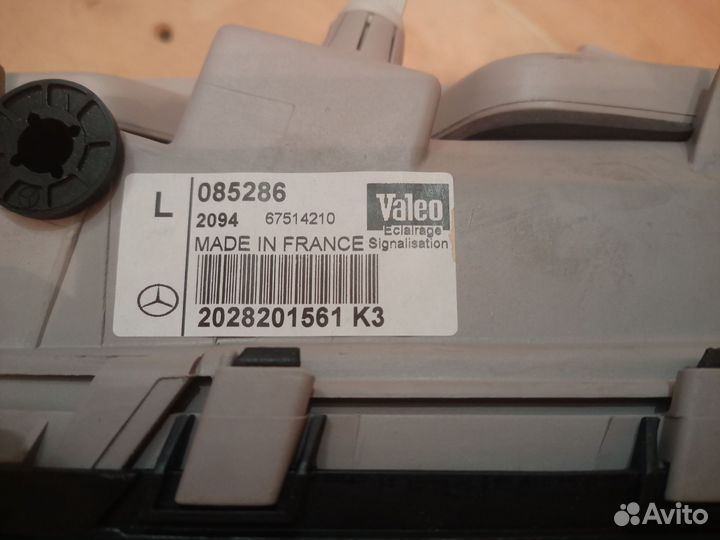 L
085286
2094 67514210
Valeo
Eclairage
MADE IN FRANCE Signalisation
2028201561 K3
Avito